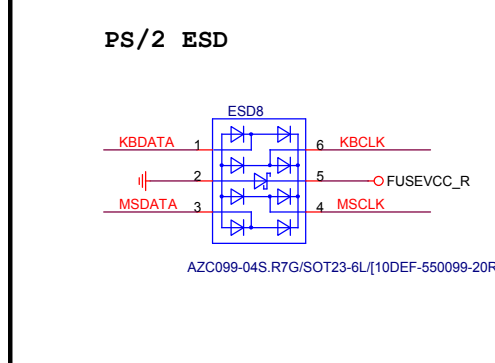 PS/2 ESD
ESD8
KBDATA 1 6 KBCLK
2 5 FUSEVCC_R
MSDATA 3 4 MSCLK
AZC099-04S.R7G/SOT23-6L/[10DEF-550099-20R